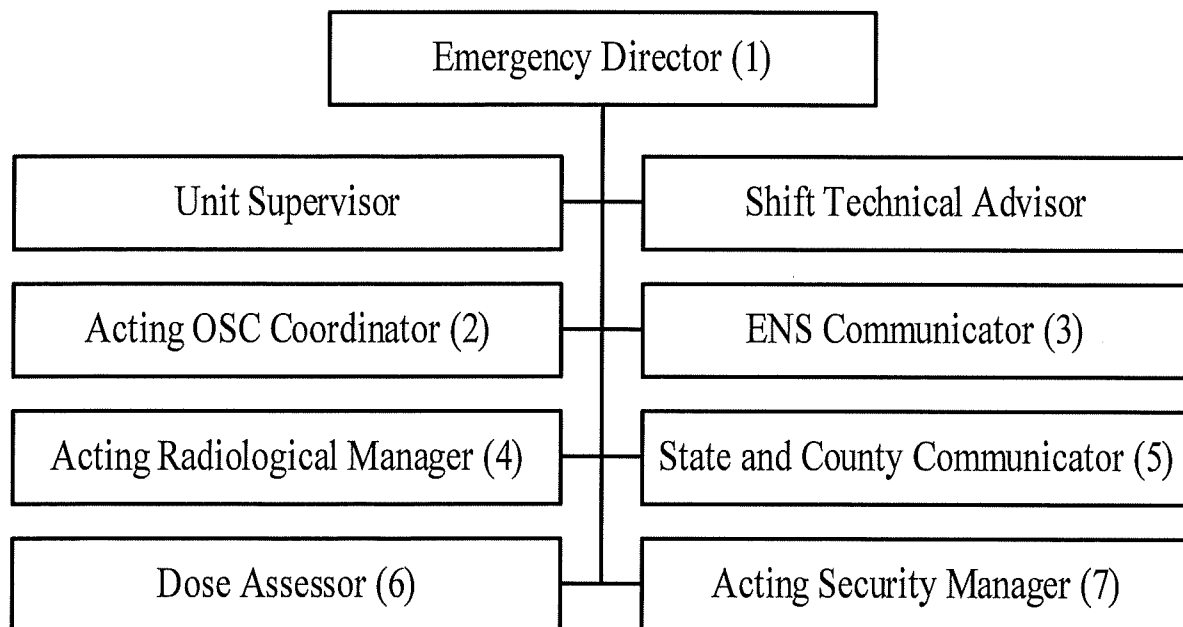 Emergency Director (1)
Unit Supervisor
Shift Technical Advisor
Acting OSC Coordinator (2)
ENS Communicator (3)
Acting Radiological Manager (4)
State and County Communicator (5)
Dose Assessor (6)
Acting Security Manager (7)